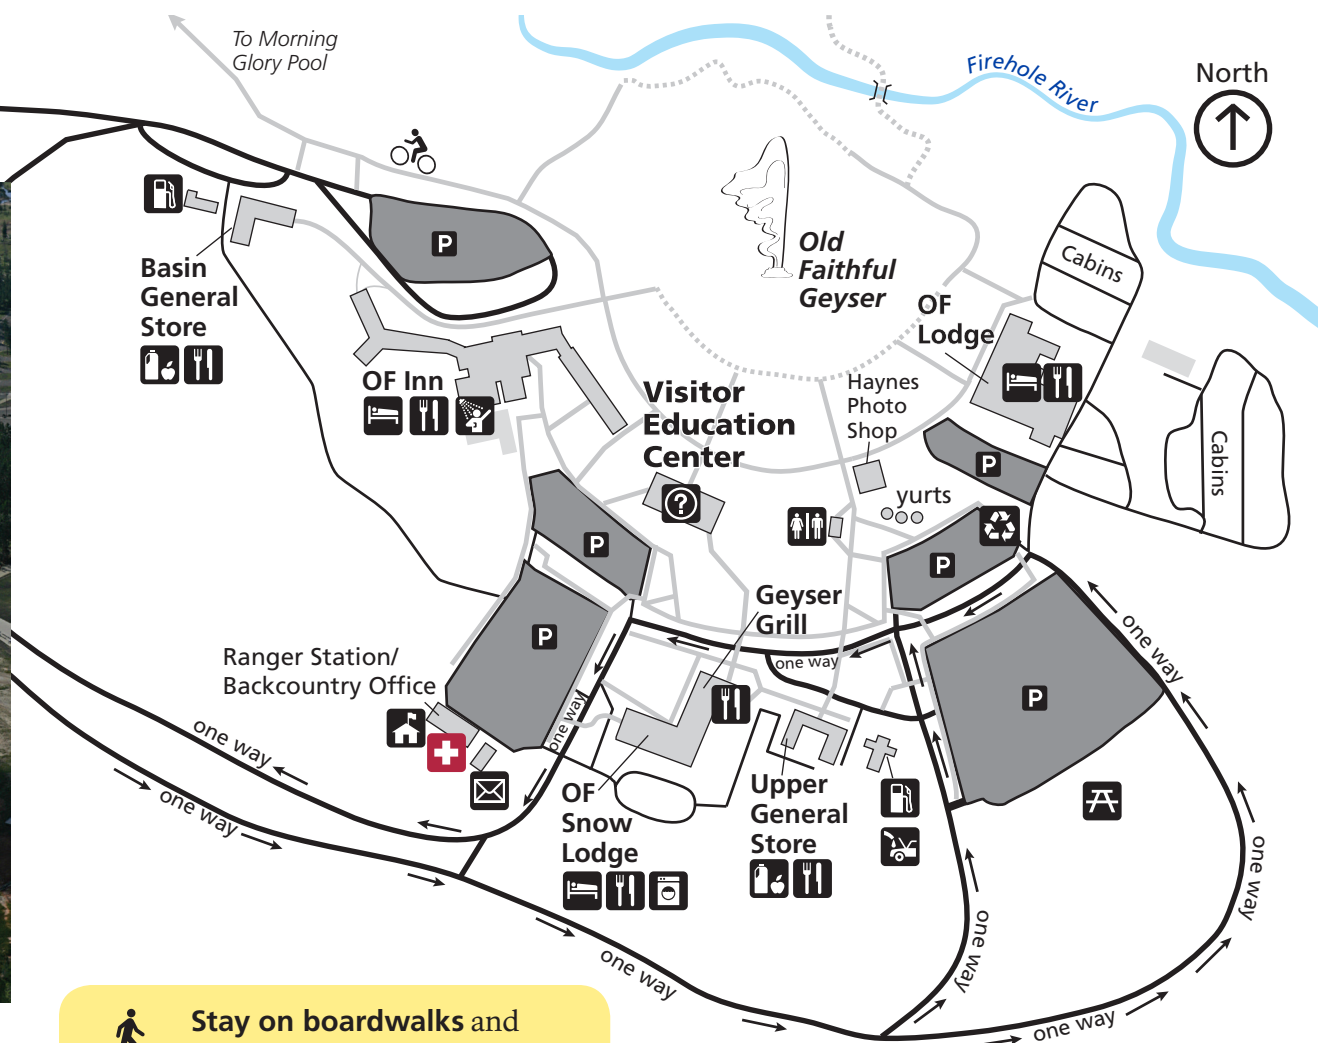 To Morning
Glory Pool
Firehole River
North
Old
Faithful
Geyser
Cabins
OF
Lodge
Basin
General
Store
P
OF Inn
Visitor
Education
Center
?
Haynes
Photo
Shop
P
Cabins
yurts
P
P
P
Geyser
Grill
one way
one way
Ranger Station/
Backcountry Office
P
one way
one way
one way
OF
Snow
Lodge
Upper
General
Store
one way
one way
one way
one way
Stay on boardwalks and